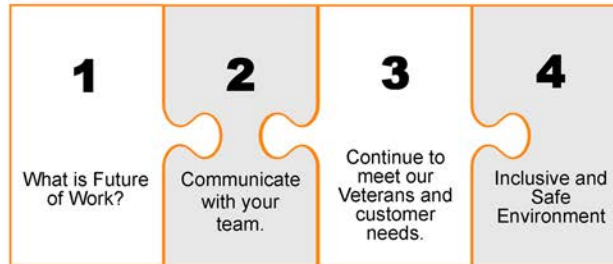 1
What is Future
of Work?
2
Communicate
with your
team.
3
Continue to
meet our
Veterans and
customer
needs.
4
Inclusive and
Safe
Environment